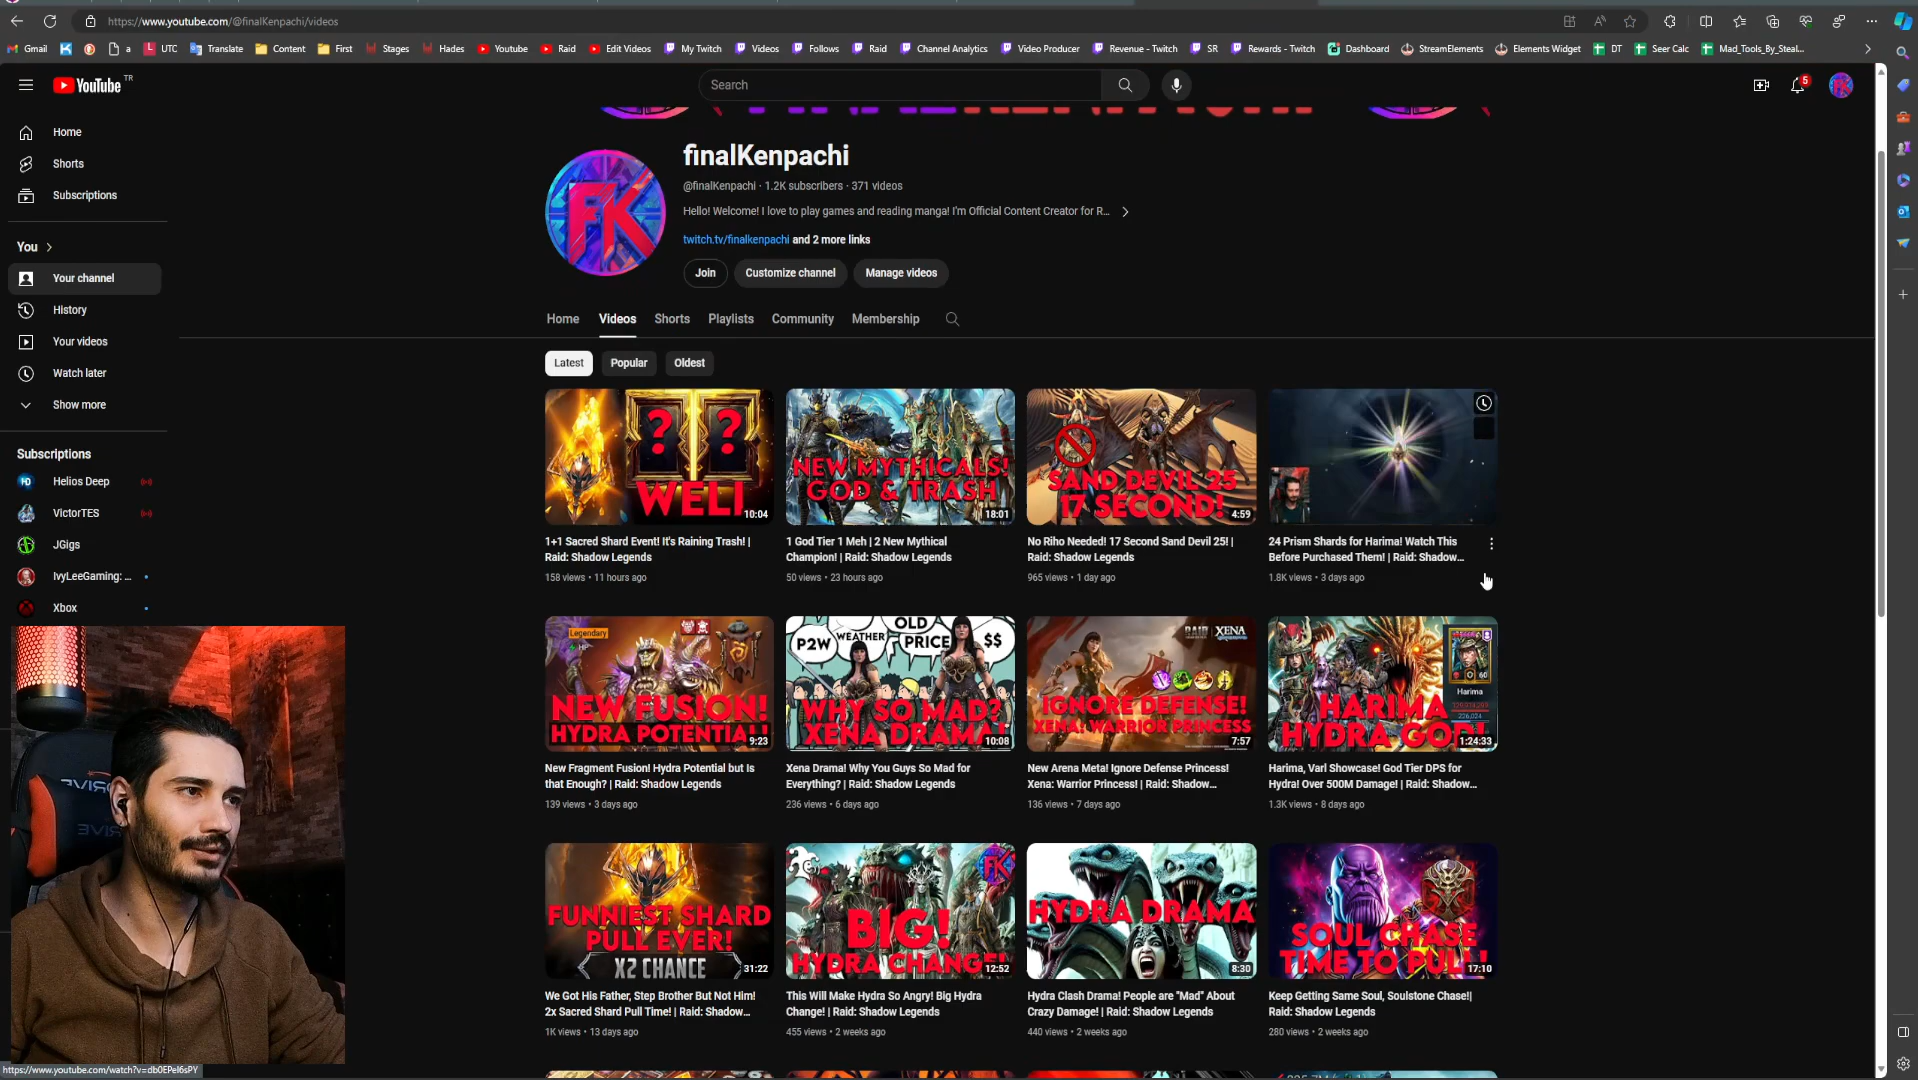 https://www.youtube.com/@finalKenpachi/videos
Gmail
a
UTC
Translate
Content
First
Stages
Hades
Youtube
Raid
Edit Videos
My Twitch
Videos
Follows
Raid
Channel Analytics
Video Producer
Revenue - Twitch
SR
Rewards - Twitch
Dashboard
StreamElements
Elements Widget
DT
Seer Calc
Mad_Tools_By_Steal...
YouTube TR
Search
5
Home
Shorts
Subscriptions
You
Your channel
History
Your videos
Watch later
Show more
Subscriptions
Helios Deep
VictorTES
JGigs
IvyLeeGaming: ...
Xbox
FK
finalKenpachi
@finalKenpachi · 1.2K subscribers · 371 videos
Hello! Welcome! I love to play games and reading manga! I'm Official Content Creator for R...
twitch.tv/finalkenpachi and 2 more links
Join
Customize channel
Manage videos
Home
Videos
Shorts
Playlists
Community
Membership
Latest
Popular
Oldest
? ?
WELL
10:04
NEW MYTHICALS!
GOD & TRASH
18:01
SAND DEVIL 25
17 SECOND!
4:59
1+1 Sacred Shard Event! It's Raining Trash! |
Raid: Shadow Legends
158 views • 11 hours ago
1 God Tier 1 Meh | 2 New Mythical
Champion! | Raid: Shadow Legends
50 views • 23 hours ago
No Riho Needed! 17 Second Sand Devil 25! |
Raid: Shadow Legends
965 views • 1 day ago
24 Prism Shards for Harima! Watch This
Before Purchased Them! | Raid: Shadow...
1.8K views • 3 days ago
Legendary
HP
NEW FUSION!
HYDRA POTENTIAL!
9:23
P2W
WEATHER
OLD
PRICE
$$
WHY SO MAD?
XENA DRAMA!
10:08
RAID XENA
IGNORE DEFENSE!
XENA: WARRIOR PRINCESS
7:57
60
Harima
226,024
HARIMA
HYDRA GOD!
1:24:33
New Fragment Fusion! Hydra Potential but Is
that Enough? | Raid: Shadow Legends
139 views • 3 days ago
Xena Drama! Why You Guys So Mad for
Everything? | Raid: Shadow Legends
236 views • 6 days ago
New Arena Meta! Ignore Defense Princess!
Xena: Warrior Princess! | Raid: Shadow...
136 views • 7 days ago
Harima, Varl Showcase! God Tier DPS for
Hydra! Over 500M Damage! | Raid: Shadow...
1.3K views • 8 days ago
FUNNIEST SHARD
PULL EVER!
X2 CHANCE
31:22
FK
BIG!
HYDRA CHANGE!
12:52
HYDRA DRAMA
8:30
SOUL CHASE
TIME TO PULL!
17:10
We Got His Father, Step Brother But Not Him!
2x Sacred Shard Pull Time! | Raid: Shadow...
1K views • 13 days ago
This Will Make Hydra So Angry! Big Hydra
Change! | Raid: Shadow Legends
455 views • 2 weeks ago
Hydra Clash Drama! People are "Mad" About
Crazy Damage! | Raid: Shadow Legends
440 views • 2 weeks ago
Keep Getting Same Soul, Soulstone Chase!|
Raid: Shadow Legends
280 views • 2 weeks ago
https://www.youtube.com/watch?v=db0EPeI6sPY